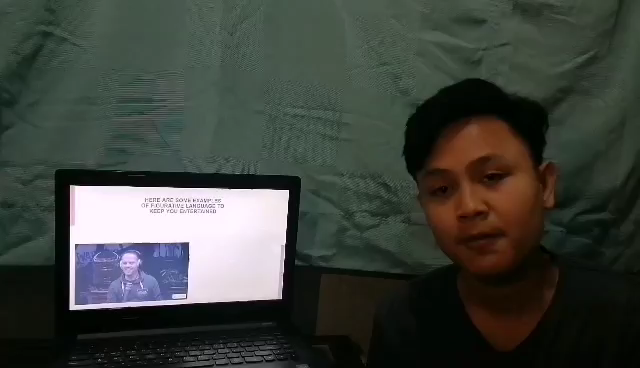 HERE ARE SOME EXAMPLES
OF FIGURATIVE LANGUAGE TO
KEEP YOU ENTERTAINED